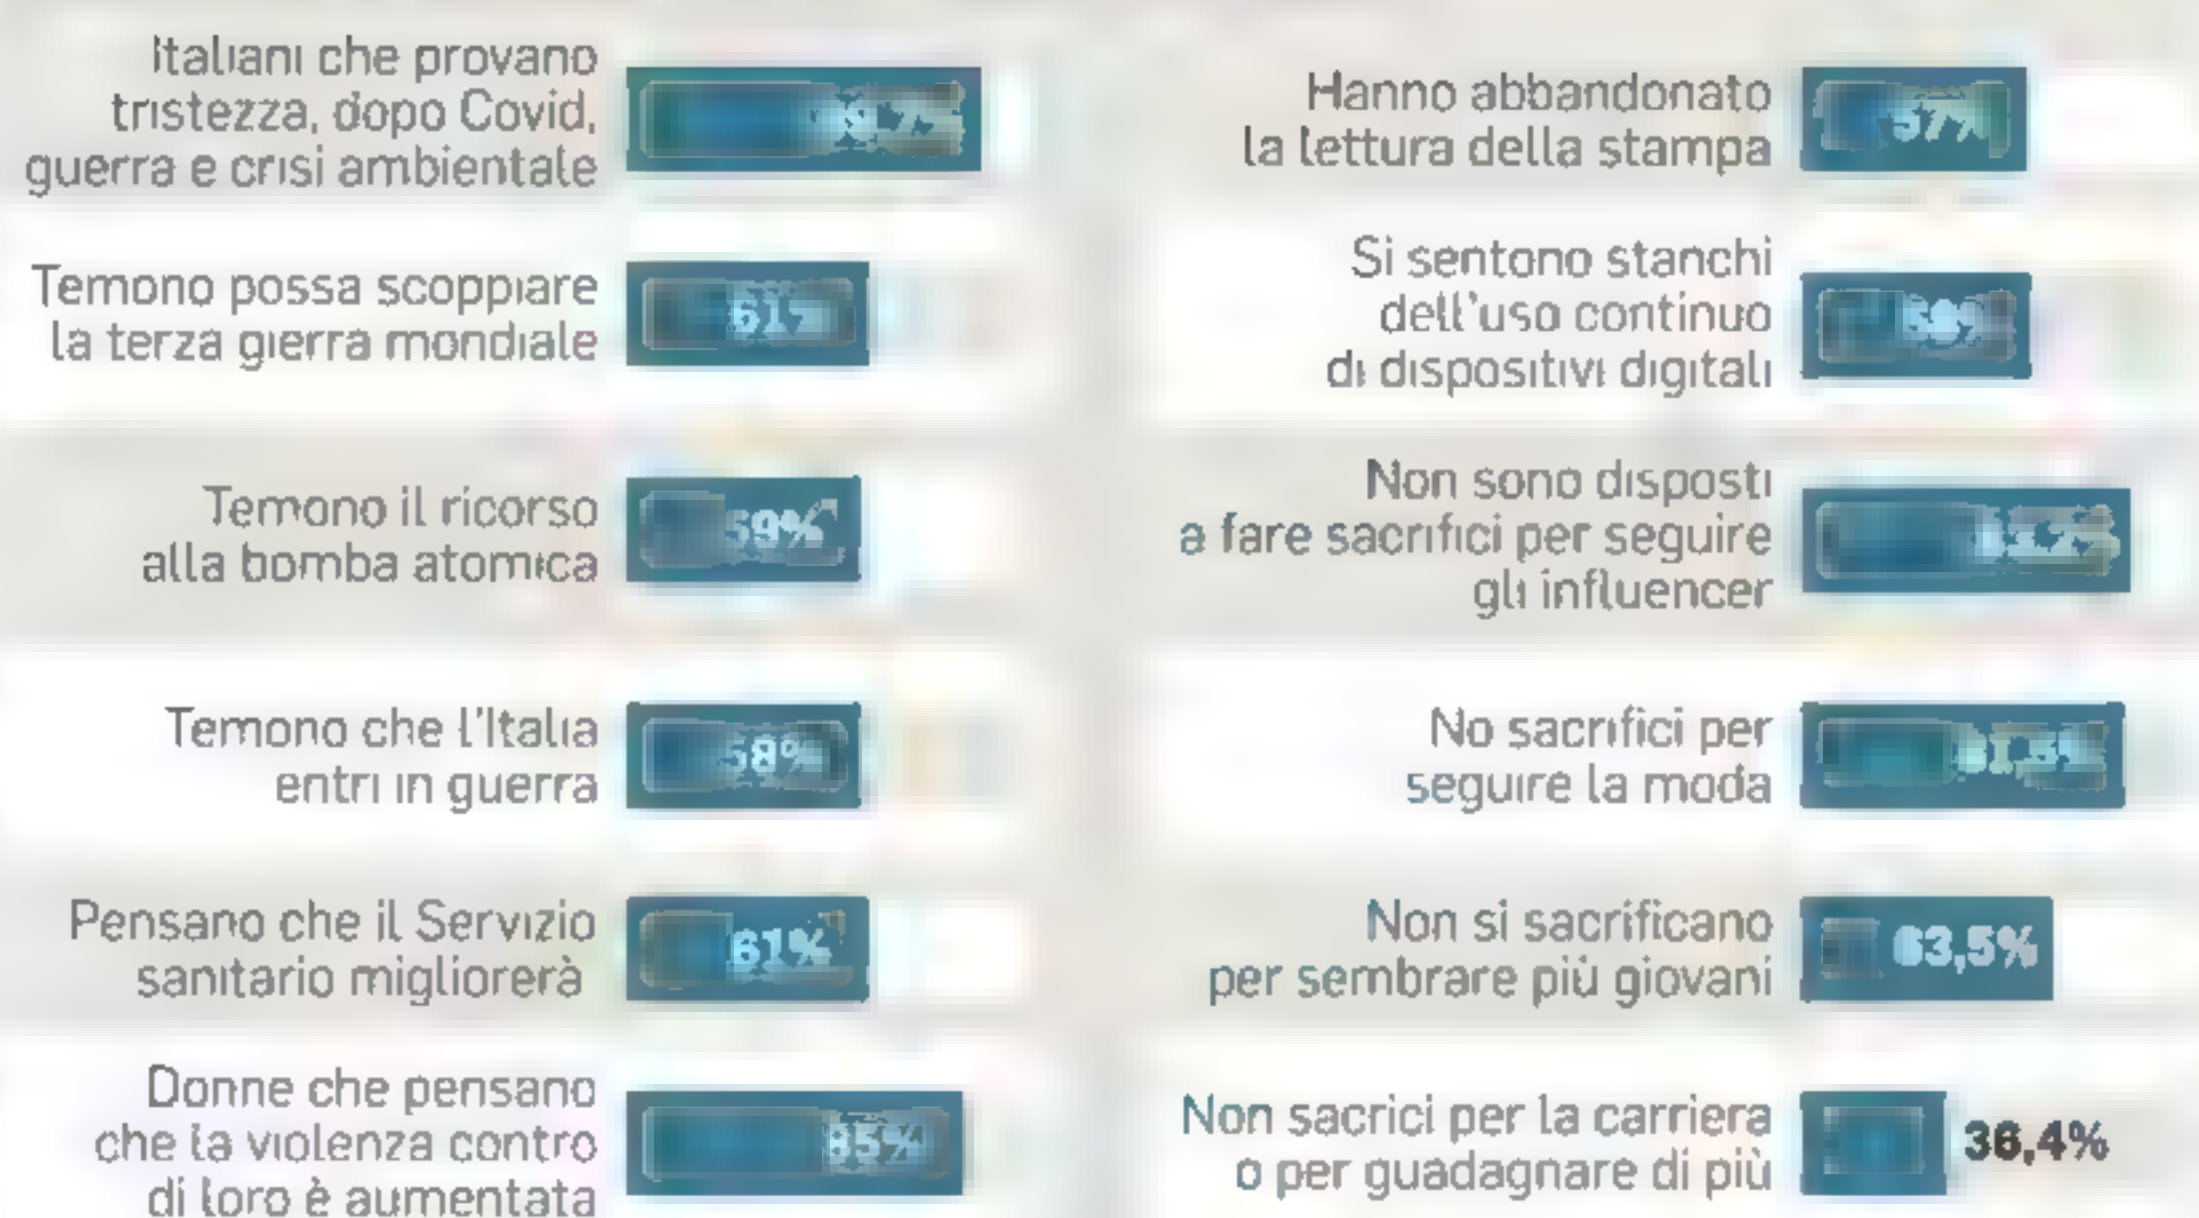 Italiani che provano
tristezza, dopo Covid,
guerra e crisi ambientale
Temono possa scoppiare
la terza gierra mondiale
61%
Temono il ricorso
alla bomba atomica
59%
Temono che l'Italia
entri in guerra
58%
Pensano che il Servizio
sanitario migliorerà
61%
Donne che pensano
che la violenza contro
di loro è aumentata
85%
Hanno abbandonato
la lettura della stampa
57%
Si sentono stanchi
dell'uso continuo
di dispositivi digitali
Non sono disposti
a fare sacrifici per seguire
gli influencer
No sacrifici per
seguire la moda
Non si sacrificano
per sembrare più giovani
63,5%
Non sacrici per la carriera
o per guadagnare di più
36,4%